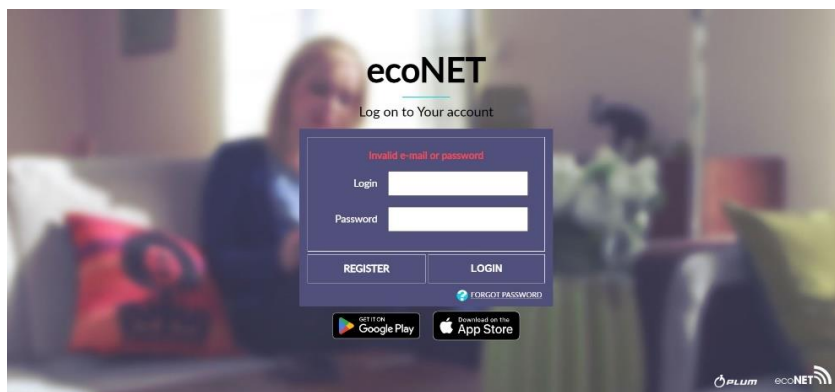 ecoNET
Log on to Your account
Invalid e-mail or password
Login
Password
REGISTER
LOGIN
FORGOT PASSWORD
GET IT ON
Google Play
Download on the
App Store
PLUM
ecoNET